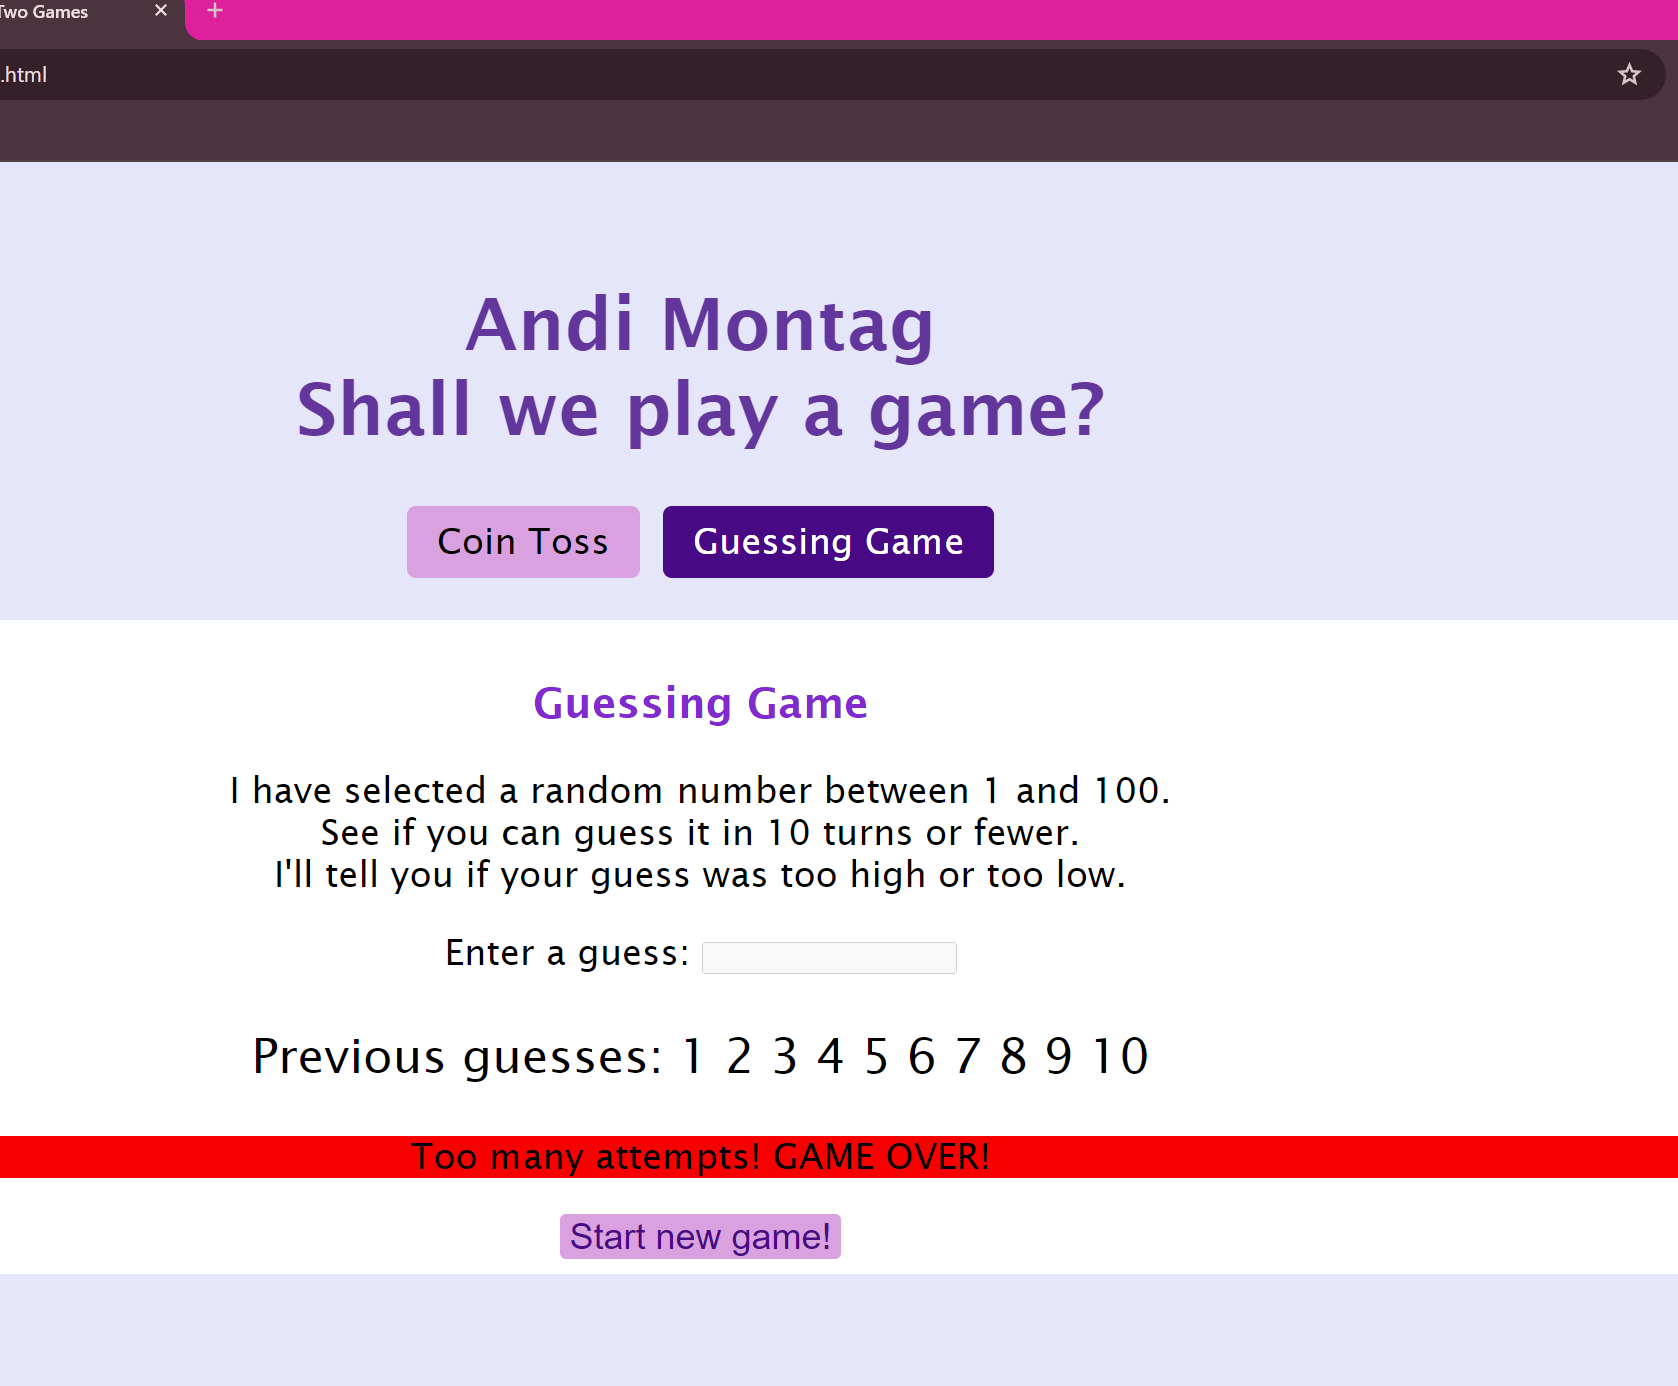 Two Games
.html
Andi Montag
Shall we play a game?
Coin Toss
Guessing Game
Guessing Game
I have selected a random number between 1 and 100.
See if you can guess it in 10 turns or fewer.
I'll tell you if your guess was too high or too low.
Enter a guess:
Previous guesses: 1 2 3 4 5 6 7 8 9 10
Too many attempts! GAME OVER!
Start new game!